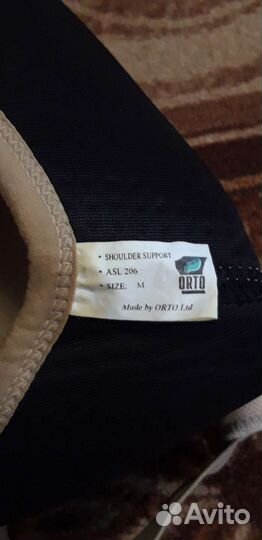 • SHOULDER SUPPORT
• ASL 206
• SIZE. M
ORTO
Made by ORTO Ltd
Avito